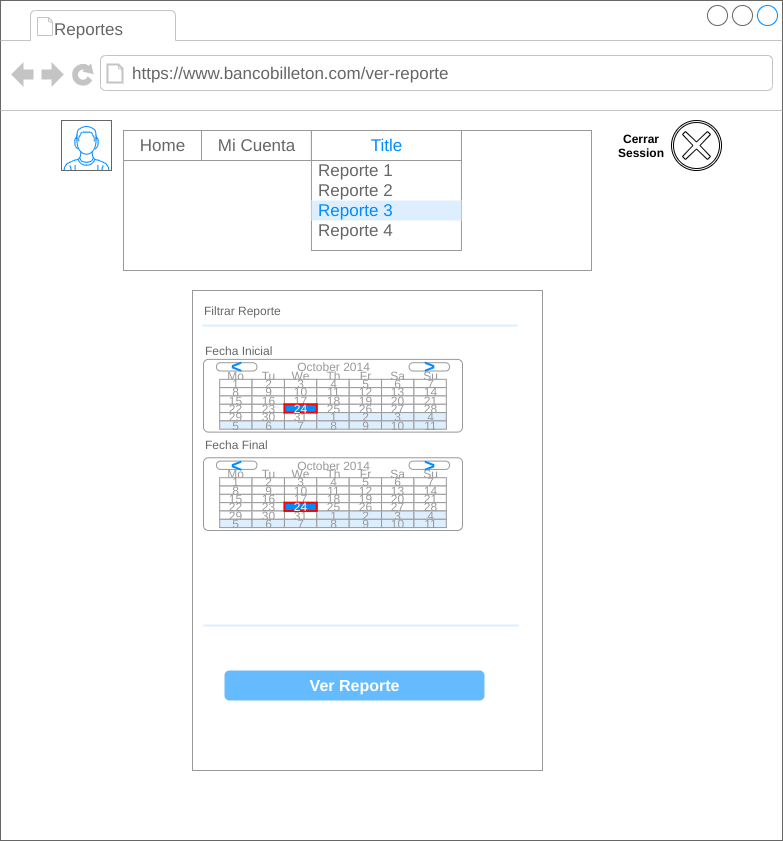 Reportes
https://www.bancobilleton.com/ver-reporte
Home Mi Cuenta Title
Cerrar
Session
Reporte 1
Reporte 2
Reporte 3
Reporte 4
Filtrar Reporte
Fecha Inicial
< October 2014 >
Mo Tu We Th Fr Sa Su
1 2 3 4 5 6 7
8 9 10 11 12 13 14
15 16 17 18 19 20 21
22 23 24 25 26 27 28
29 30 31 1 2 3 4
5 6 7 8 9 10 11
Fecha Final
< October 2014 >
Mo Tu We Th Fr Sa Su
1 2 3 4 5 6 7
8 9 10 11 12 13 14
15 16 17 18 19 20 21
22 23 24 25 26 27 28
29 30 31 1 2 3 4
5 6 7 8 9 10 11
Ver Reporte